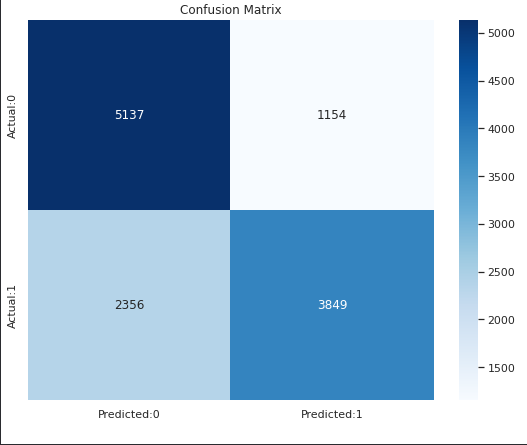 Confusion Matrix
Actual:0
5137
1154
Actual:1
2356
3849
Predicted:0
Predicted:1
5000
4500
4000
3500
3000
2500
2000
1500